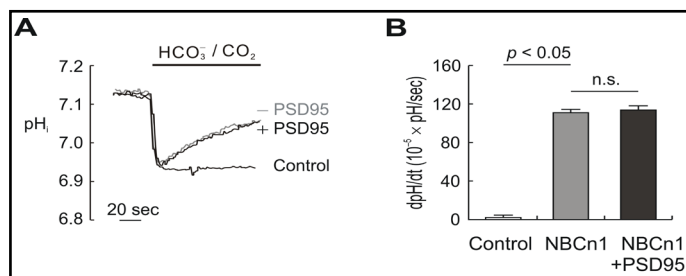 A
HCO₃⁻ / CO₂
7.2
7.1
pHᵢ
7.0
6.9
6.8
− PSD95
+ PSD95
Control
20 sec
B
p < 0.05
n.s.
dpH/dt (10⁻⁵ × pH/sec)
160
120
80
40
0
Control
NBCn1
NBCn1
+PSD95